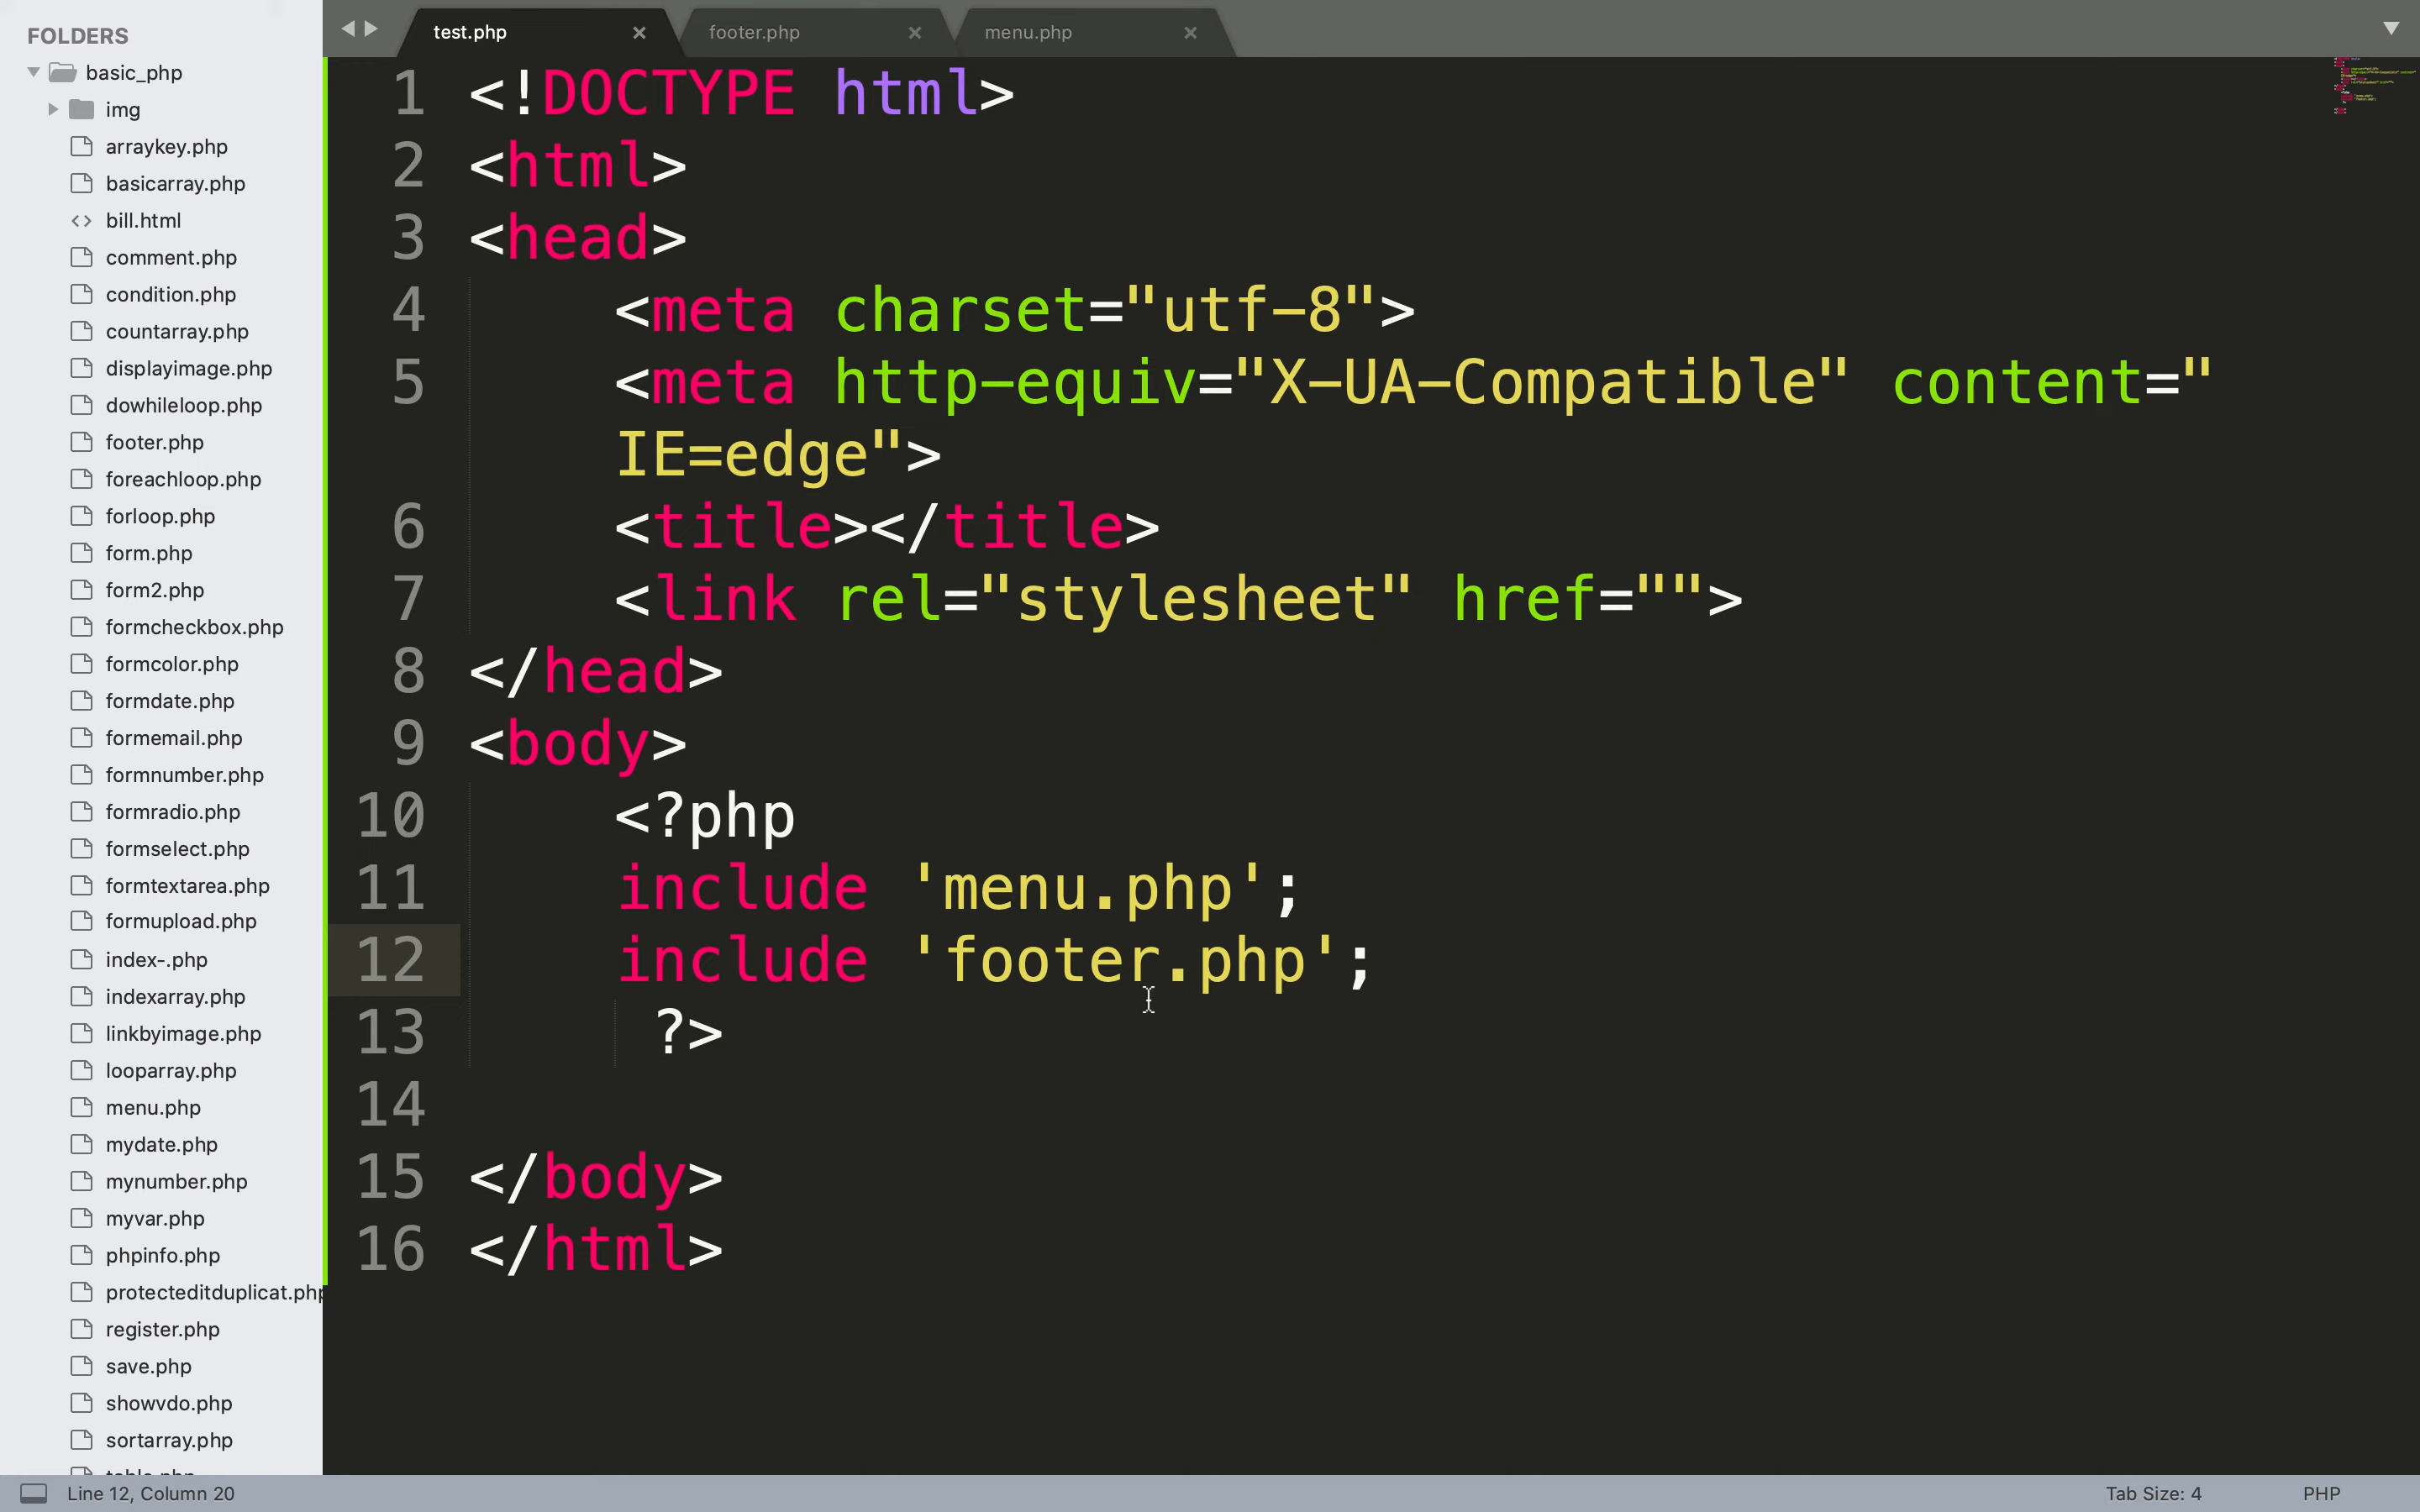 FOLDERS
basic_php
img
arraykey.php
basicarray.php
<> bill.html
comment.php
condition.php
countarray.php
displayimage.php
dowhileloop.php
footer.php
foreachloop.php
forloop.php
form.php
form2.php
formcheckbox.php
formcolor.php
formdate.php
formemail.php
formnumber.php
formradio.php
formselect.php
formtextarea.php
formupload.php
index-.php
indexarray.php
linkbyimage.php
looparray.php
menu.php
mydate.php
mynumber.php
myvar.php
phpinfo.php
protecteditduplicat.php
register.php
save.php
showvdo.php
sortarray.php
test.php × footer.php × menu.php ×
1 <!DOCTYPE html>
2 <html>
3 <head>
4 <meta charset="utf-8">
5 <meta http-equiv="X-UA-Compatible" content="
IE=edge">
6 <title></title>
7 <link rel="stylesheet" href="">
8 </head>
9 <body>
10 <?php
11 include 'menu.php';
12 include 'footer.php';
13 ?>
14
15 </body>
16 </html>
Line 12, Column 20
Tab Size: 4 PHP